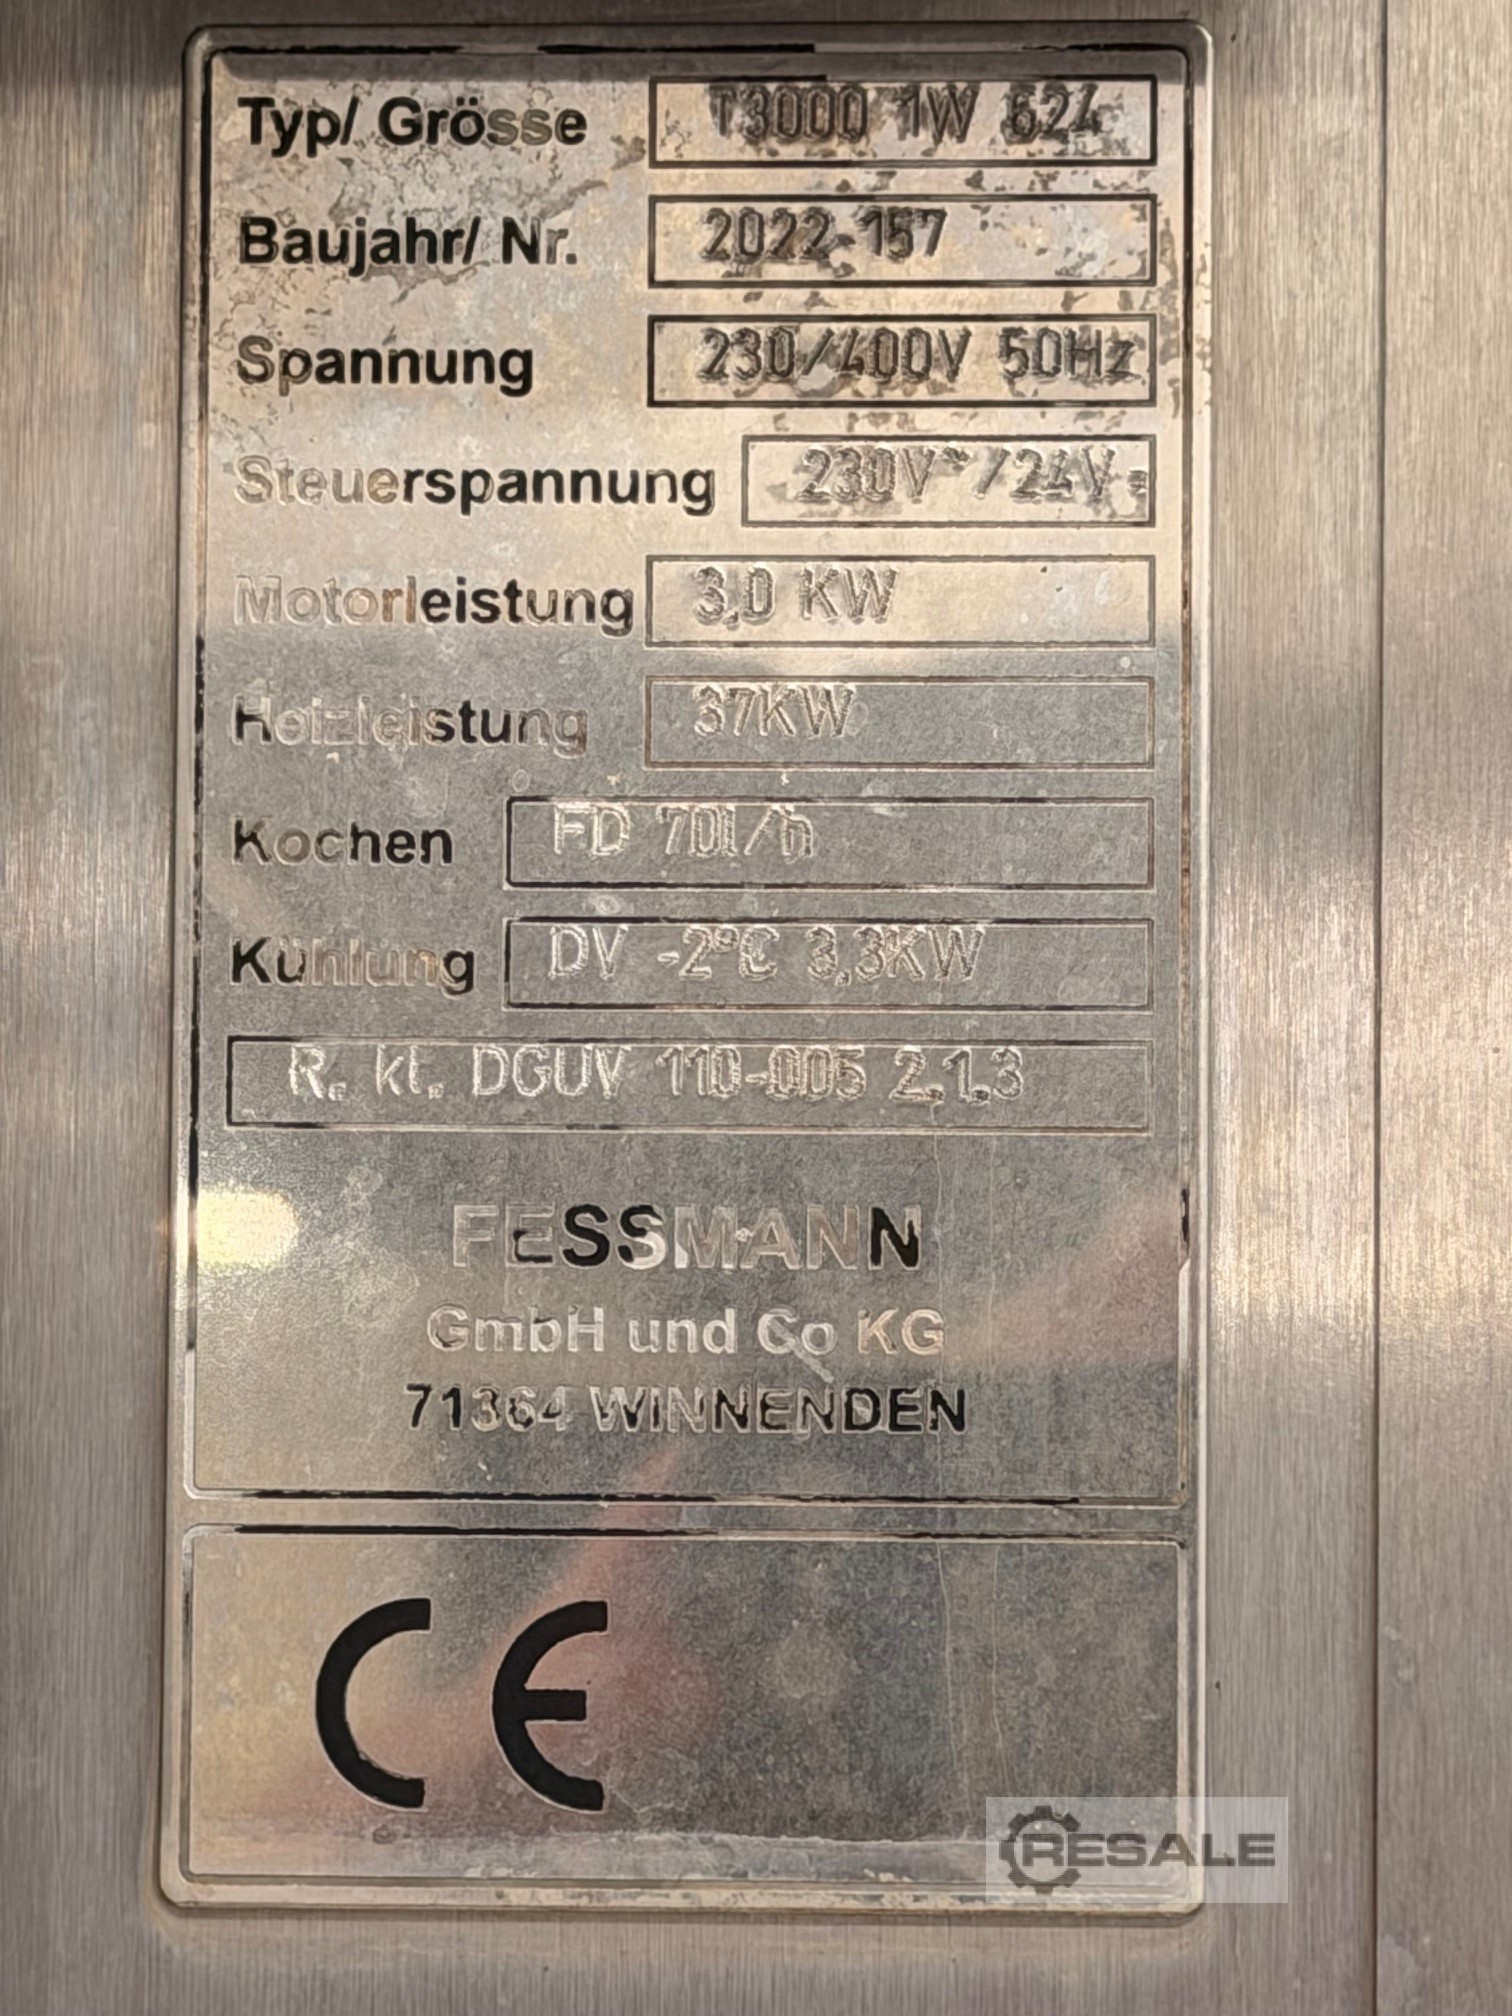 Typ/ Grösse T3000 1W 624
Baujahr/ Nr. 2022-157
Spannung 230/400V 50Hz
Steuerspannung 230V~ /24V=
Motorleistung 3,0 KW
Heizleistung 37KW
Kochen FD 70l/h
Kühlung DV -2°C 3,3KW
R. kl. DGUV 110-005 2.1.3
FESSMANN
GmbH und Co KG
71364 WINNENDEN
CE
RESALE